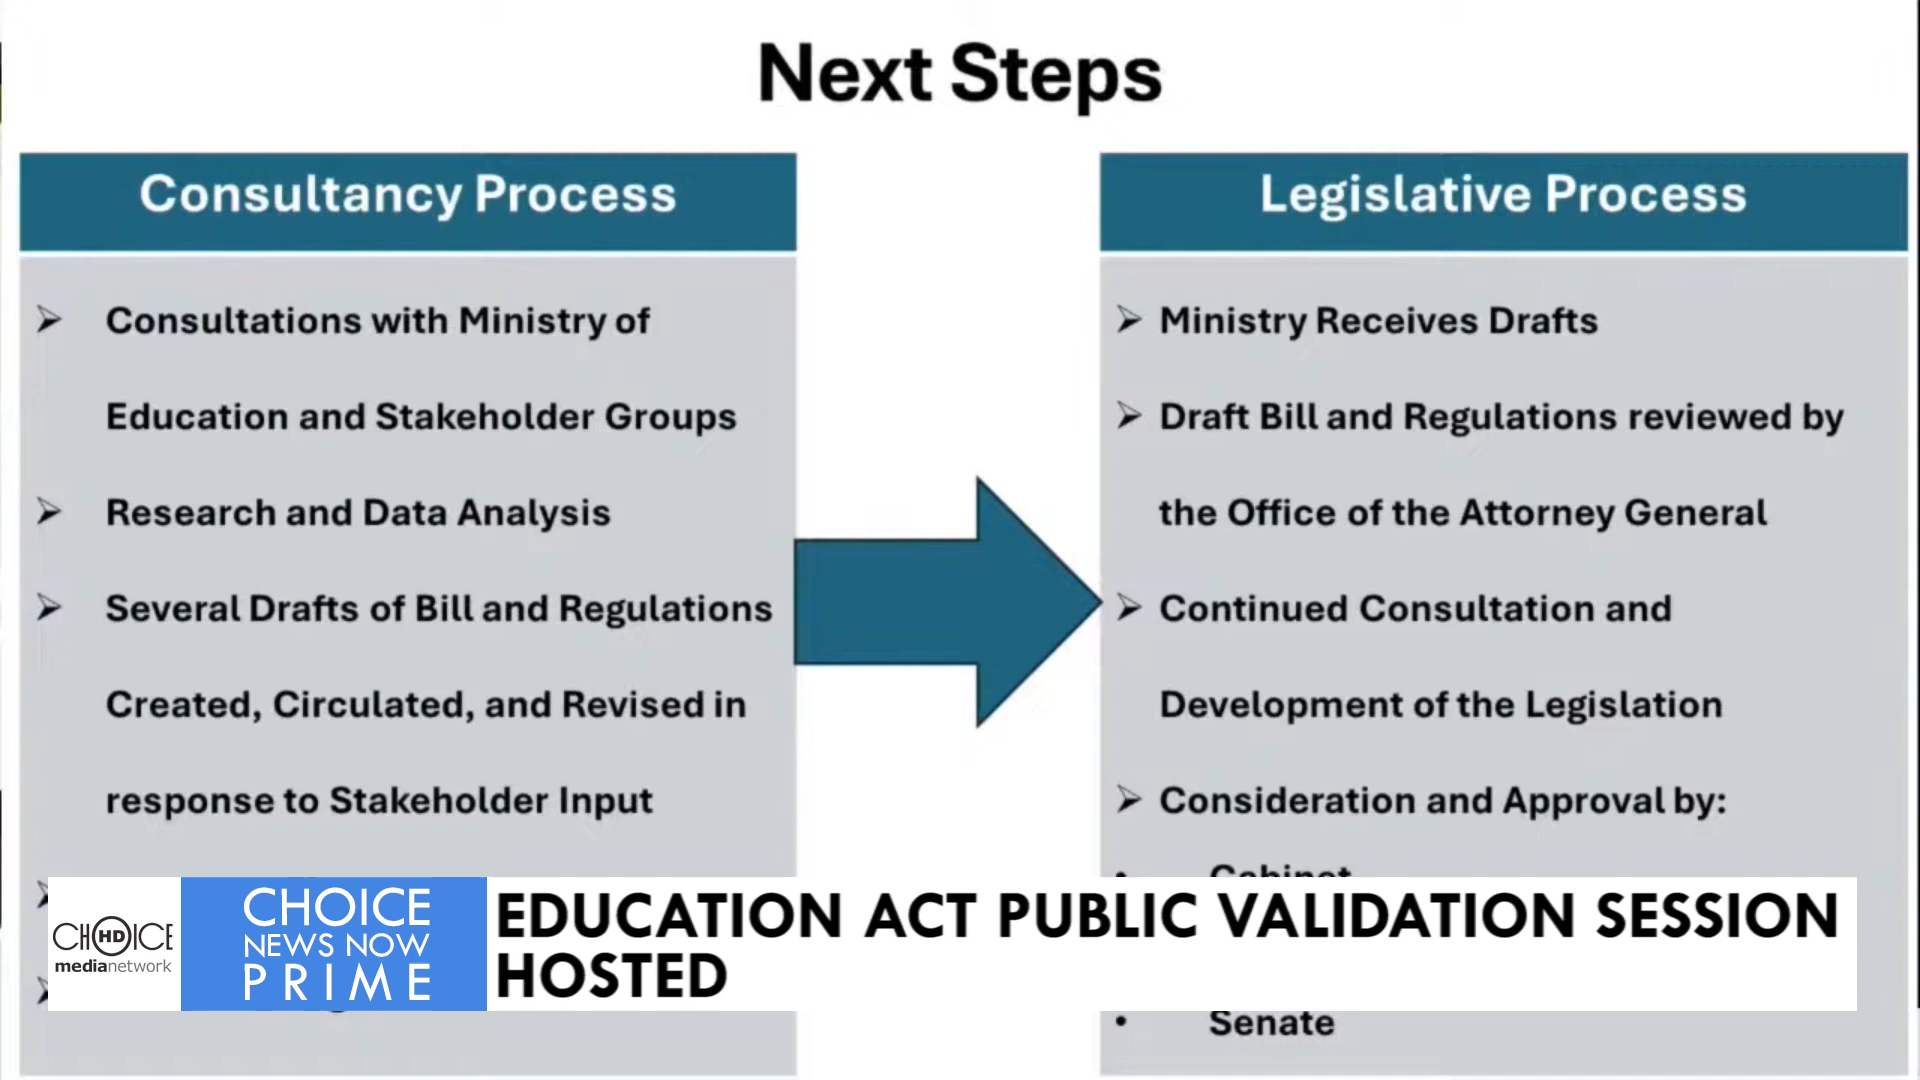 Next Steps
Consultancy Process
➢ Consultations with Ministry of
Education and Stakeholder Groups
➢ Research and Data Analysis
➢ Several Drafts of Bill and Regulations
Created, Circulated, and Revised in
response to Stakeholder Input
Legislative Process
➢ Ministry Receives Drafts
➢ Draft Bill and Regulations reviewed by
the Office of the Attorney General
➢ Continued Consultation and
Development of the Legislation
➢ Consideration and Approval by:
• Cabinet
• Senate
CHOICE
HD
medianetwork
CHOICE
NEWS NOW
PRIME
EDUCATION ACT PUBLIC VALIDATION SESSION
HOSTED